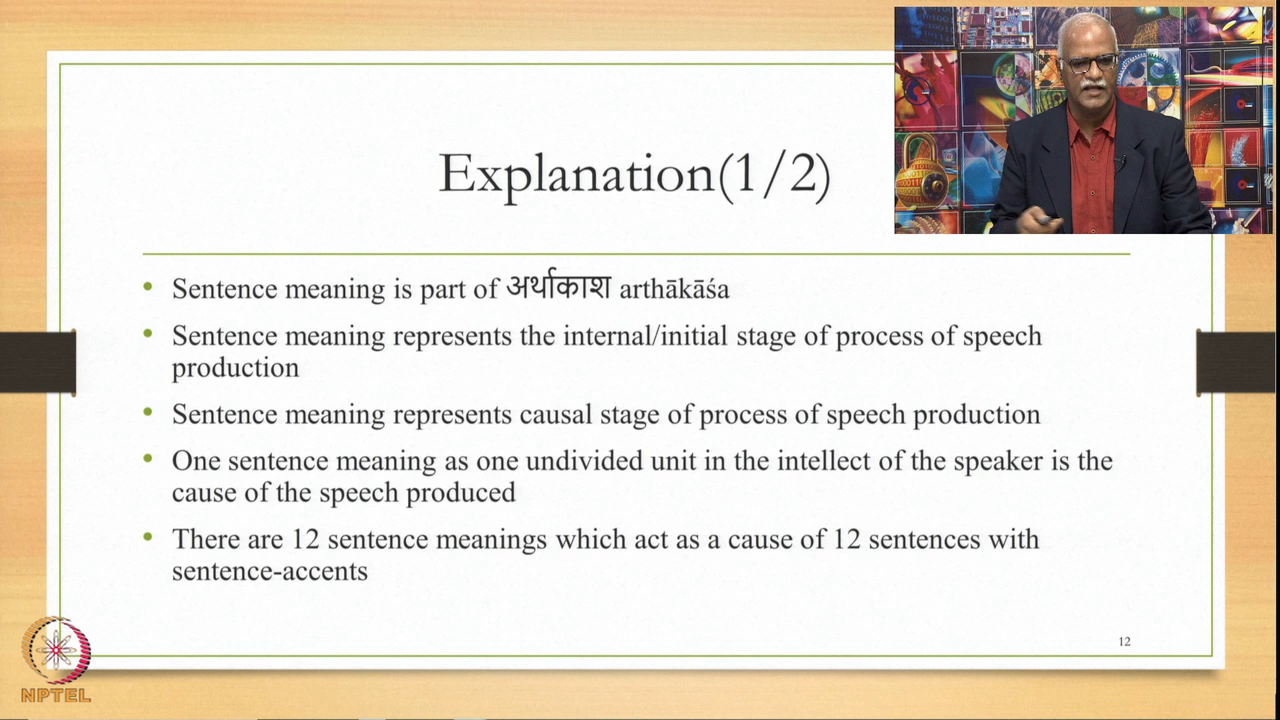 Explanation(1/2)
• Sentence meaning is part of अर्थाकाश arthākāśa
• Sentence meaning represents the internal/initial stage of process of speech
production
• Sentence meaning represents causal stage of process of speech production
• One sentence meaning as one undivided unit in the intellect of the speaker is the
cause of the speech produced
• There are 12 sentence meanings which act as a cause of 12 sentences with
sentence-accents
12
NPTEL